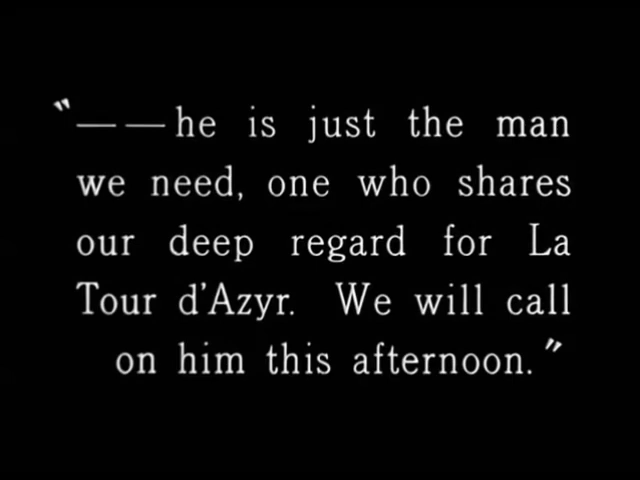 "— —he is just the man
we need, one who shares
our deep regard for La
Tour d'Azyr. We will call
on him this afternoon."